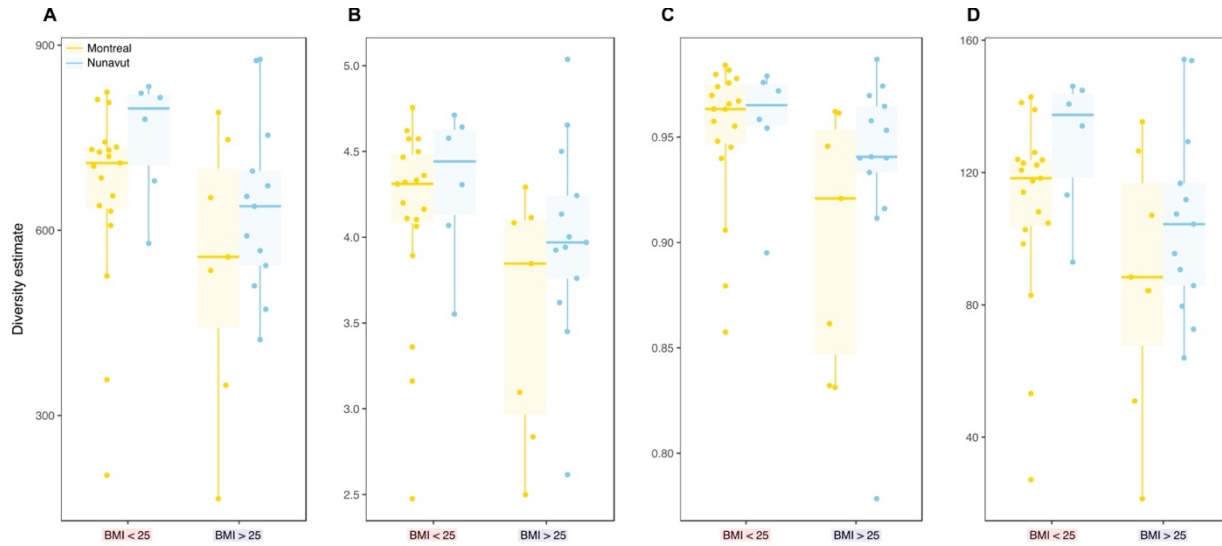 A
B
C
D
Diversity estimate
900
600
300
Montreal
Nunavut
BMI < 25
BMI > 25
5.0
4.5
4.0
3.5
3.0
2.5
BMI < 25
BMI > 25
0.95
0.90
0.85
0.80
BMI < 25
BMI > 25
160
120
80
40
BMI < 25
BMI > 25